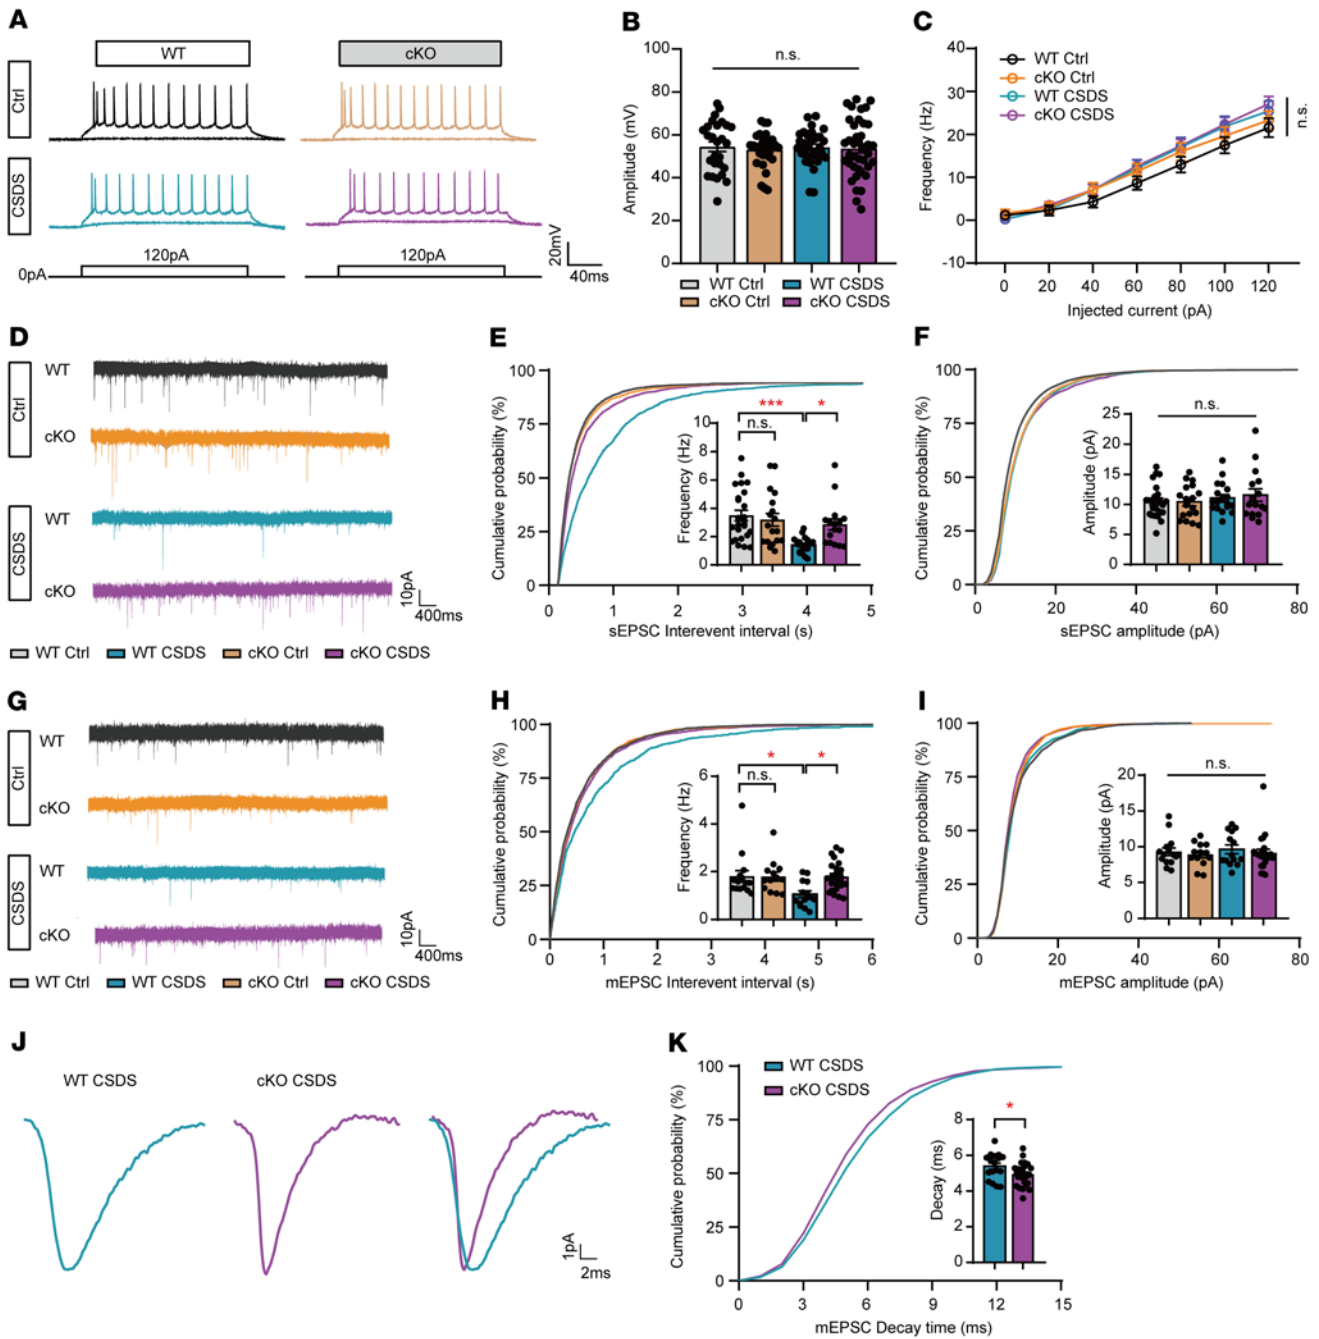 A
WT
cKO
Ctrl
CSDS
0pA
120pA
120pA
20mV
40ms
B
Amplitude (mV)
100
80
60
40
20
0
n.s.
WT Ctrl
WT CSDS
cKO Ctrl
cKO CSDS
C
Frequency (Hz)
40
30
20
10
0
-10
WT Ctrl
cKO Ctrl
WT CSDS
cKO CSDS
n.s.
0 20 40 60 80 100 120
Injected current (pA)
D
Ctrl
WT
cKO
CSDS
WT
cKO
10pA
400ms
WT Ctrl
WT CSDS
cKO Ctrl
cKO CSDS
E
Cumulative probability (%)
100
75
50
25
0
0 1 2 3 4 5
sEPSC Interevent interval (s)
Frequency (Hz)
10
8
6
4
2
0
***
*
n.s.
F
Cumulative probability (%)
100
75
50
25
0
0 20 40 60 80
sEPSC amplitude (pA)
Amplitude (pA)
25
20
15
10
5
0
n.s.
G
Ctrl
WT
cKO
CSDS
WT
cKO
10pA
400ms
WT Ctrl
WT CSDS
cKO Ctrl
cKO CSDS
H
Cumulative probability (%)
100
75
50
25
0
0 1 2 3 4 5 6
mEPSC Interevent interval (s)
Frequency (Hz)
6
4
2
0
*
*
n.s.
I
Cumulative probability (%)
100
75
50
25
0
0 20 40 60 80
mEPSC amplitude (pA)
Amplitude (pA)
20
15
10
5
0
n.s.
J
WT CSDS
cKO CSDS
1pA
2ms
K
Cumulative probability (%)
100
75
50
25
0
WT CSDS
cKO CSDS
0 3 6 9 12 15
mEPSC Decay time (ms)
Decay (ms)
8
6
4
2
0
*